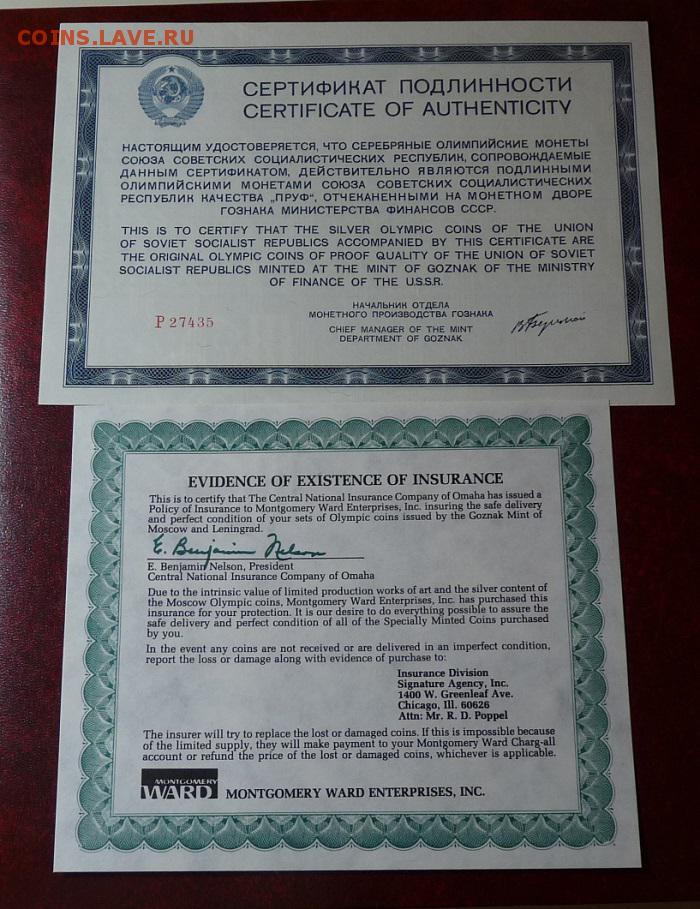 COINS.LAVE.RU
СЕРТИФИКАТ ПОДЛИННОСТИ
CERTIFICATE OF AUTHENTICITY
НАСТОЯЩИМ УДОСТОВЕРЯЕТСЯ, ЧТО СЕРЕБРЯНЫЕ ОЛИМПИЙСКИЕ МОНЕТЫ
СОЮЗА СОВЕТСКИХ СОЦИАЛИСТИЧЕСКИХ РЕСПУБЛИК, СОПРОВОЖДАЕМЫЕ
ДАННЫМ СЕРТИФИКАТОМ, ДЕЙСТВИТЕЛЬНО ЯВЛЯЮТСЯ ПОДЛИННЫМИ
ОЛИМПИЙСКИМИ МОНЕТАМИ СОЮЗА СОВЕТСКИХ СОЦИАЛИСТИЧЕСКИХ
РЕСПУБЛИК КАЧЕСТВА „ПРУФ“, ОТЧЕКАНЕННЫМИ НА МОНЕТНОМ ДВОРЕ
ГОЗНАКА МИНИСТЕРСТВА ФИНАНСОВ СССР.
THIS IS TO CERTIFY THAT THE SILVER OLYMPIC COINS OF THE UNION
OF SOVIET SOCIALIST REPUBLICS ACCOMPANIED BY THIS CERTIFICATE ARE
THE ORIGINAL OLYMPIC COINS OF PROOF QUALITY OF THE UNION OF SOVIET
SOCIALIST REPUBLICS MINTED AT THE MINT OF GOZNAK OF THE MINISTRY
OF FINANCE OF THE U.S.S.R.
НАЧАЛЬНИК ОТДЕЛА
МОНЕТНОГО ПРОИЗВОДСТВА ГОЗНАКА
P 27435
CHIEF MANAGER OF THE MINT
DEPARTMENT OF GOZNAK
EVIDENCE OF EXISTENCE OF INSURANCE
This is to certify that The Central National Insurance Company of Omaha has issued a
Policy of Insurance to Montgomery Ward Enterprises, Inc. insuring the safe delivery
and perfect condition of your sets of Olympic coins issued by the Goznak Mint of
Moscow and Leningrad.
E. Benjamin Nelson
E. Benjamin Nelson, President
Central National Insurance Company of Omaha
Due to the intrinsic value of limited production works of art and the silver content of
the Moscow Olympic coins, Montgomery Ward Enterprises, Inc. has purchased this
insurance for your protection. It is our desire to do everything possible to assure the
safe delivery and perfect condition of all of the Specially Minted Coins purchased
by you.
In the event any coins are not received or are delivered in an imperfect condition,
report the loss or damage along with evidence of purchase to:
Insurance Division
Signature Agency, Inc.
1400 W. Greenleaf Ave.
Chicago, Ill. 60626
Attn: Mr. R. D. Poppel
The insurer will try to replace the lost or damaged coins. If this is impossible because
of the limited supply, they will make payment to your Montgomery Ward Charg-all
account or refund the price of the lost or damaged coins, whichever is applicable.
MONTGOMERY
WARD
MONTGOMERY WARD ENTERPRISES, INC.